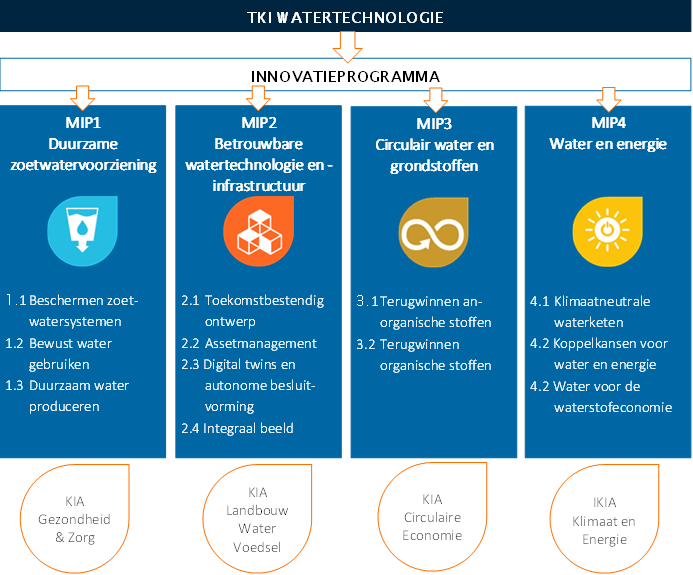 TKI WATERTECHNOLOGIE
INNOVATIEPROGRAMMA
MIP1
Duurzame
zoetwatervoorziening
1.1 Beschermen zoet-
watersystemen
1.2 Bewust water
gebruiken
1.3 Duurzaam water
produceren
KIA
Gezondheid
& Zorg
MIP2
Betrouwbare
watertechnologie en -
infrastructuur
2.1 Toekomstbestendig
ontwerp
2.2 Assetmanagement
2.3 Digital twins en
autonome besluit-
vorming
2.4 Integraal beeld
KIA
Landbouw
Water
Voedsel
MIP3
Circulair water en
grondstoffen
3.1 Terugwinnen an-
organische stoffen
3.2 Terugwinnen
organische stoffen
KIA
Circulaire
Economie
MIP4
Water en energie
4.1 Klimaatneutrale
waterketen
4.2 Koppelkansen voor
water en energie
4.2 Water voor de
waterstofeconomie
IKIA
Klimaat en
Energie